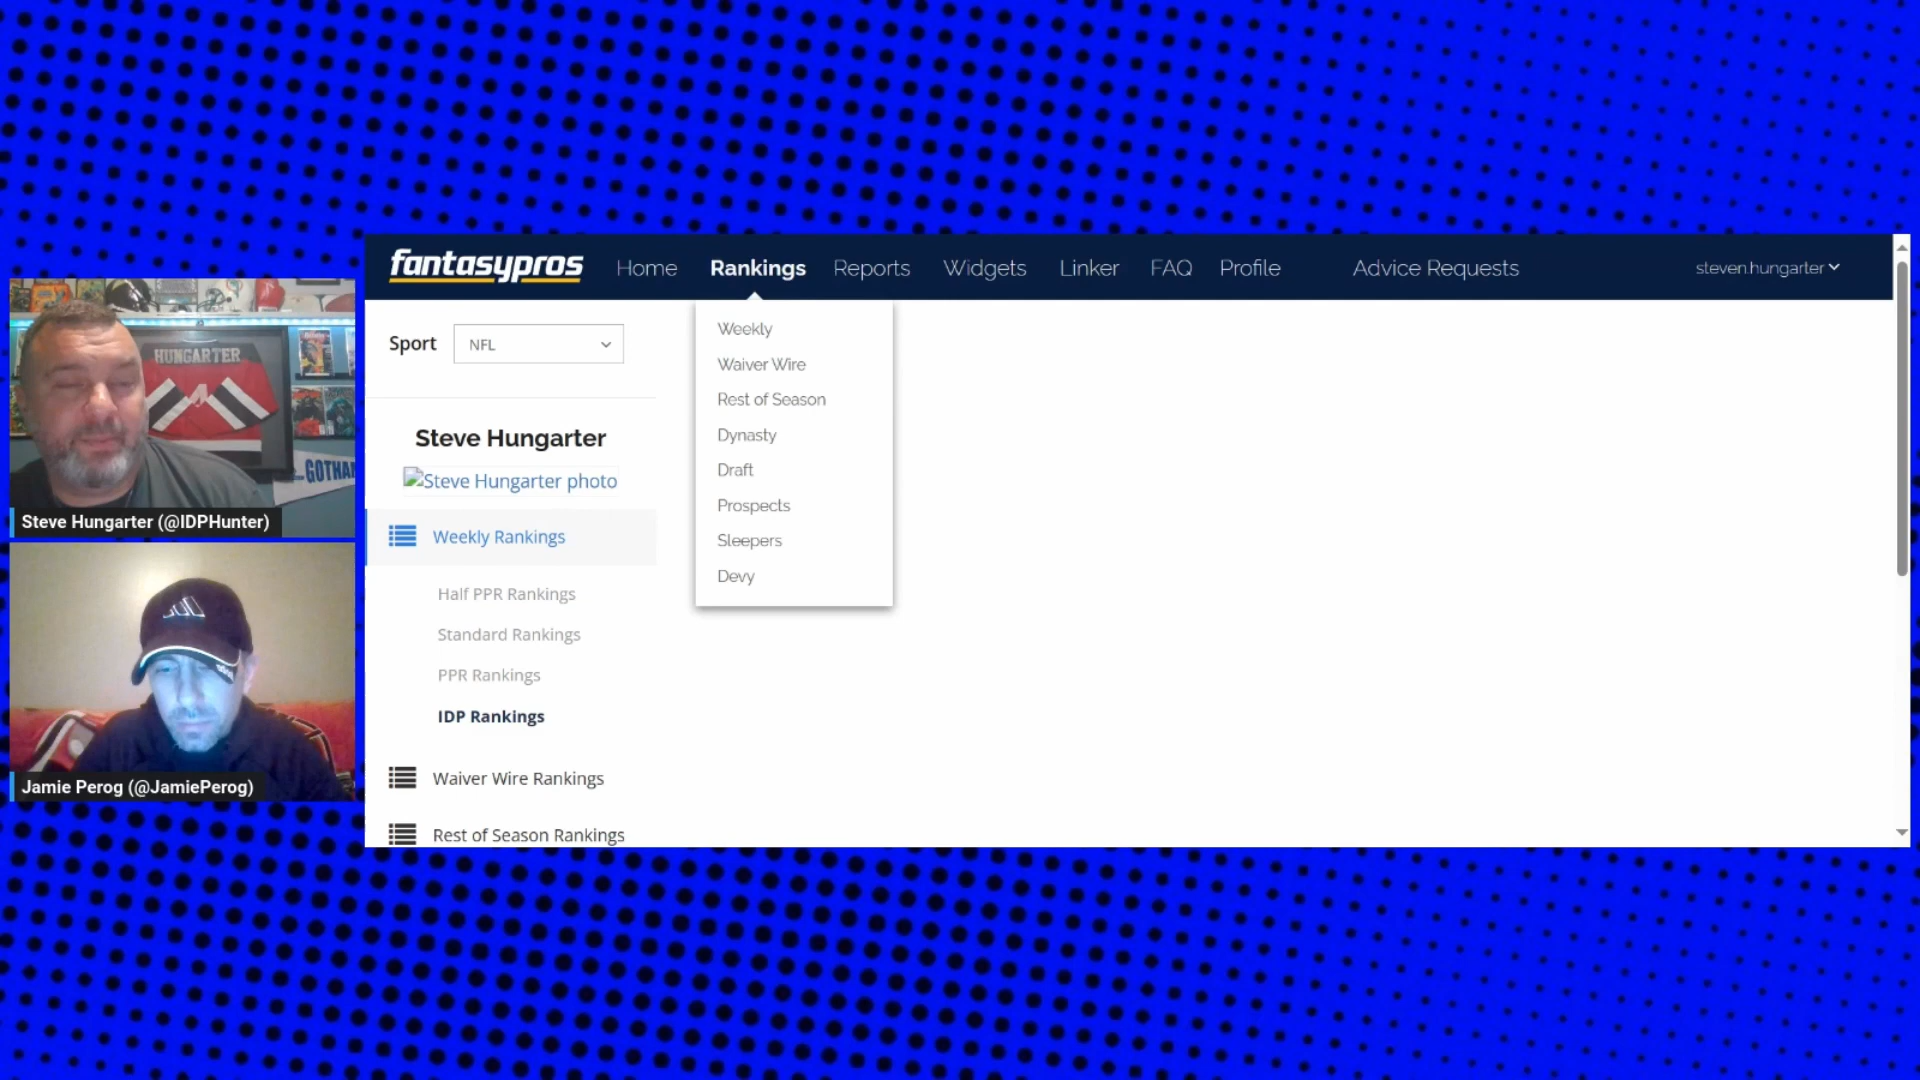 fantasypros
Home
Rankings
Reports
Widgets
Linker
FAQ
Profile
Advice Requests
steven.hungarter
Sport
NFL
Weekly
Waiver Wire
Rest of Season
Dynasty
Draft
Prospects
Sleepers
Devy
Steve Hungarter
Steve Hungarter photo
Weekly Rankings
Half PPR Rankings
Standard Rankings
PPR Rankings
IDP Rankings
Waiver Wire Rankings
Rest of Season Rankings
HUNGARTER
GOTHA
Steve Hungarter (@IDPHunter)
Jamie Perog (@JamiePerog)